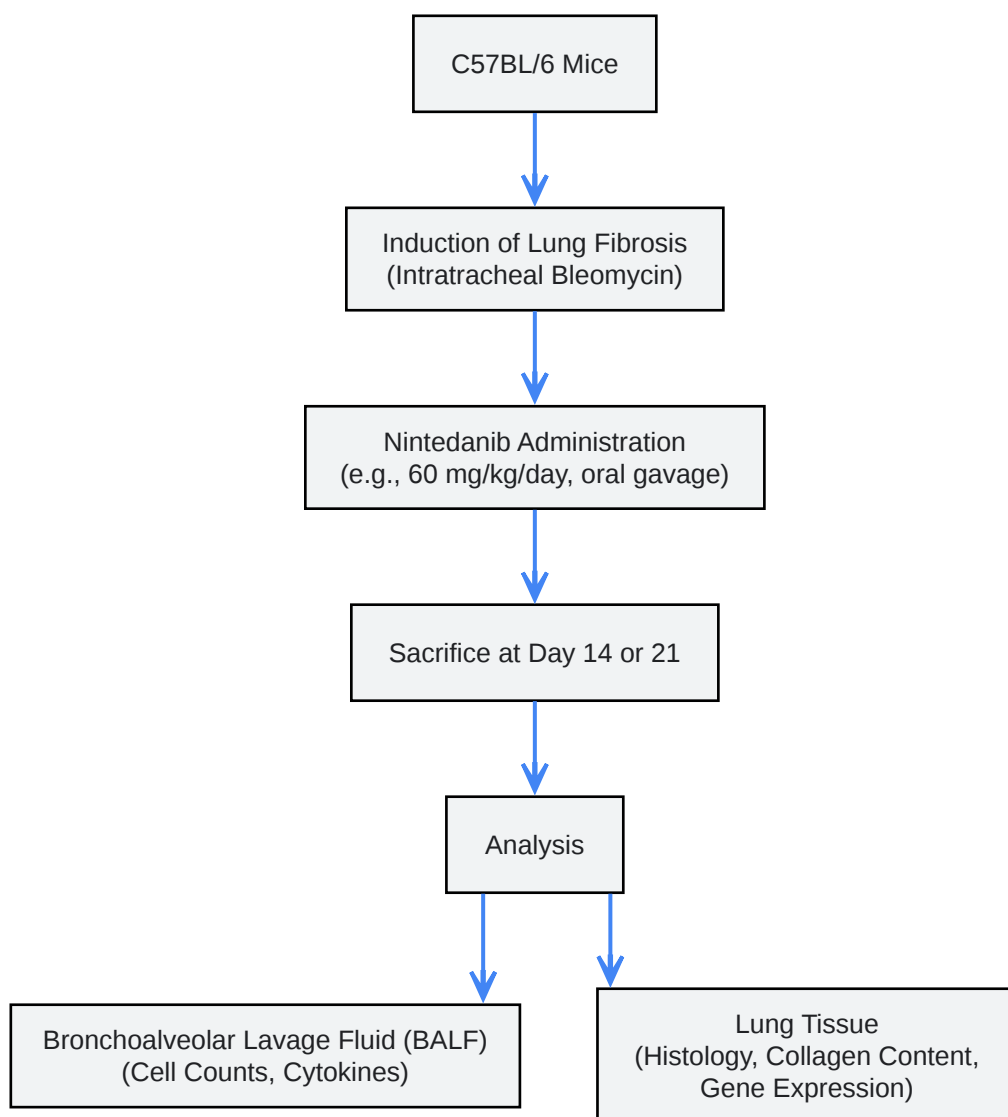 C57BL/6 Mice
Induction of Lung Fibrosis
(Intratracheal Bleomycin)
Nintedanib Administration
(e.g., 60 mg/kg/day, oral gavage)
Sacrifice at Day 14 or 21
Analysis
Bronchoalveolar Lavage Fluid (BALF)
(Cell Counts, Cytokines)
Lung Tissue
(Histology, Collagen Content,
Gene Expression)